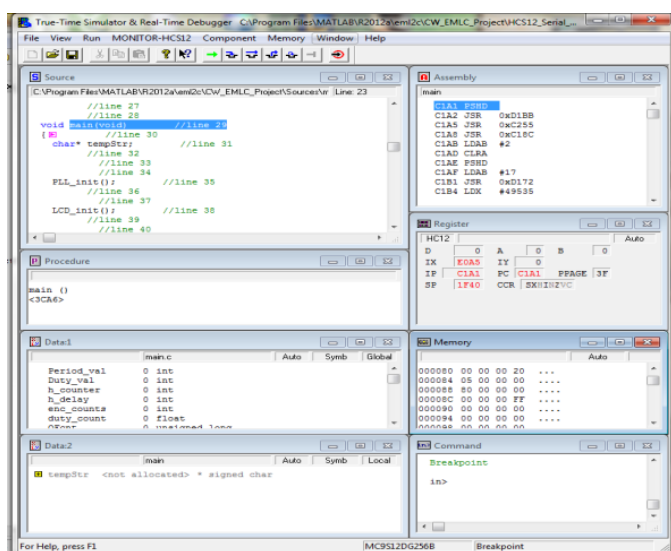 True-Time Simulator & Real-Time Debugger C:\Program Files\MATLAB\R2012a\eml2c\CW_EMLC_Project\HCS12_Serial_...
File View Run MONITOR-HCS12 Component Memory Window Help
Source
C:\Program Files\MATLAB\R2012a\eml2c\CW_EMLC_Project\Sources\rr Line: 23
//line 27
//line 28
void main(void) //line 29
{ //line 30
char* tempStr; //line 31
//line 32
//line 33
//line 34
PLL_init(); //line 35
//line 36
//line 37
LCD_init(); //line 38
//line 39
//line 40
Assembly
main
C1A1 PSHD
C1A2 JSR 0xD1BB
C1A5 JSR 0xC255
C1A8 JSR 0xC18C
C1AB LDAB #2
C1AD CLRA
C1AE PSHD
C1AF LDAB #17
C1B1 JSR 0xD172
C1B4 LDX #49535
Register
HC12 Auto
D 0 A 0 B 0
IX E0A5 IY 0
IP C1A1 PC C1A1 PPAGE 3F
SP 1F40 CCR SXHINZVC
Procedure
main ()
<3CA6>
Data:1
main.c Auto Symb Global
Period_val 0 int
Duty_val 0 int
h_counter 0 int
h_delay 0 int
enc_counts 0 int
duty_count 0 float
0 unsigned long
Memory
Auto
000080 00 00 00 20 ...
000084 05 00 00 00 ....
000088 80 00 00 00 ....
00008C 00 00 00 FF ....
000090 00 00 00 00 ....
000094 00 00 00 00 ....
000098 00 00 00 00 ....
Data:2
main Auto Symb Local
tempStr <not allocated> * signed char
Command
Breakpoint
in>
For Help, press F1 MC9S12DG256B Breakpoint